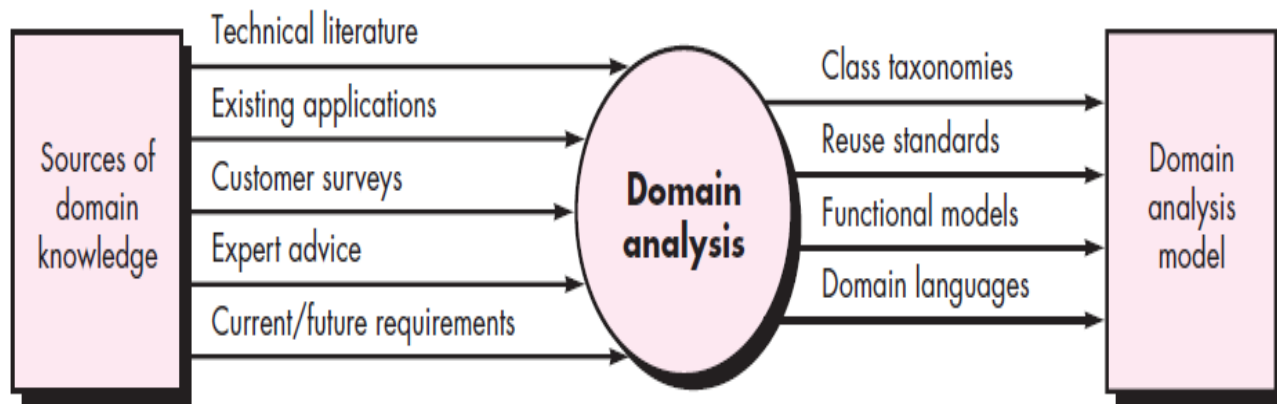 Sources of
domain
knowledge
Technical literature
Existing applications
Customer surveys
Expert advice
Current/future requirements
Domain
analysis
Class taxonomies
Reuse standards
Functional models
Domain languages
Domain
analysis
model